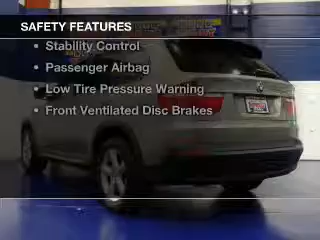 SAFETY FEATURES
▪ Stability Control
▪ Passenger Airbag
▪ Low Tire Pressure Warning
▪ Front Ventilated Disc Brakes